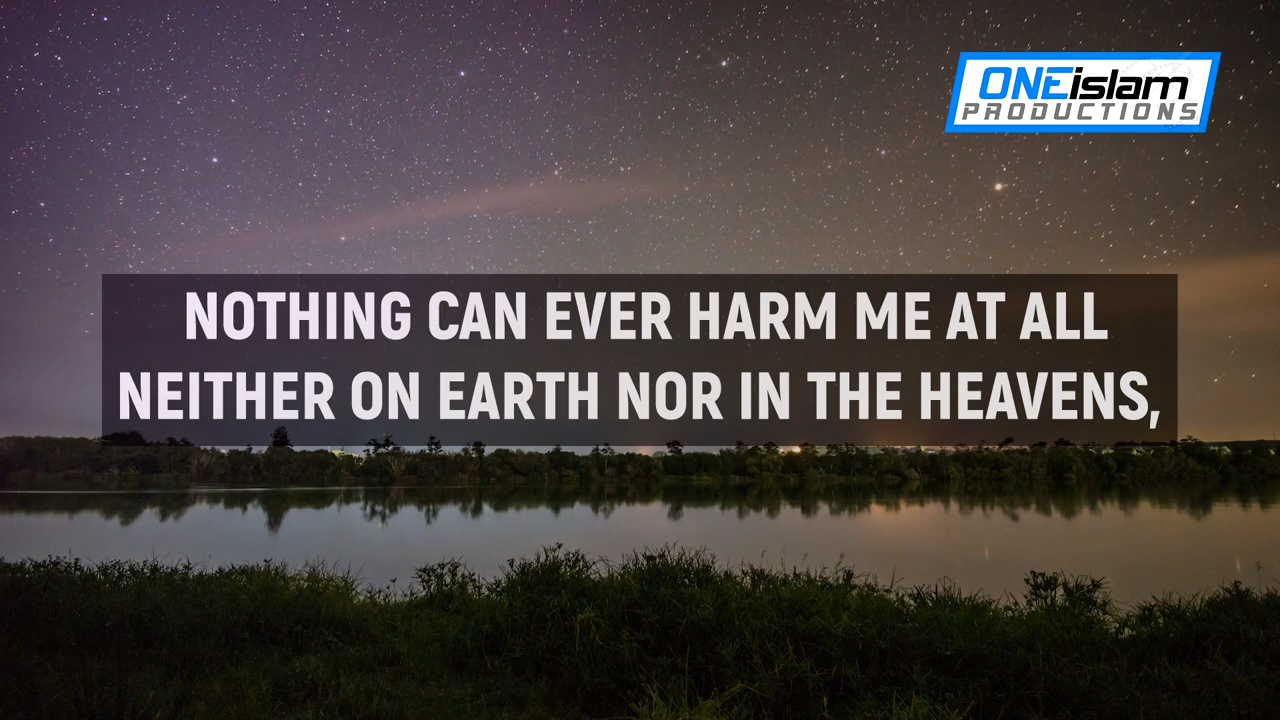 ONEislam
PRODUCTIONS
NOTHING CAN EVER HARM ME AT ALL
NEITHER ON EARTH NOR IN THE HEAVENS,